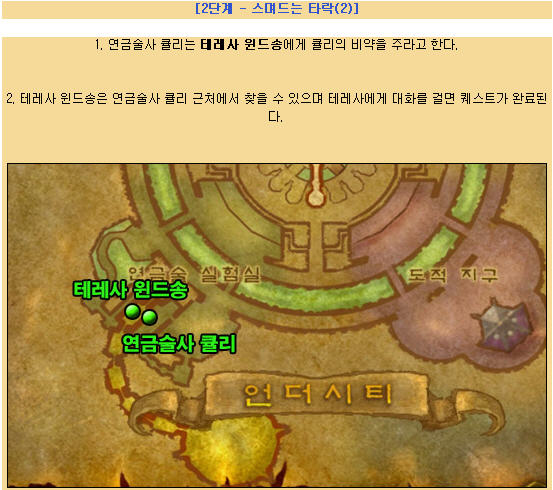 [2단계 - 스며드는 타락(2)]
1. 연금술사 큘리는 테레사 윈드송에게 큘리의 비약을 주라고 한다.
2. 테레사 윈드송은 연금술사 큘리 근처에서 찾을 수 있으며 테레사에게 대화를 걸면 퀘스트가 완료된
다.
연금술 실험실
도적 지구
테레사 윈드송
연금술사 큘리
언더시티